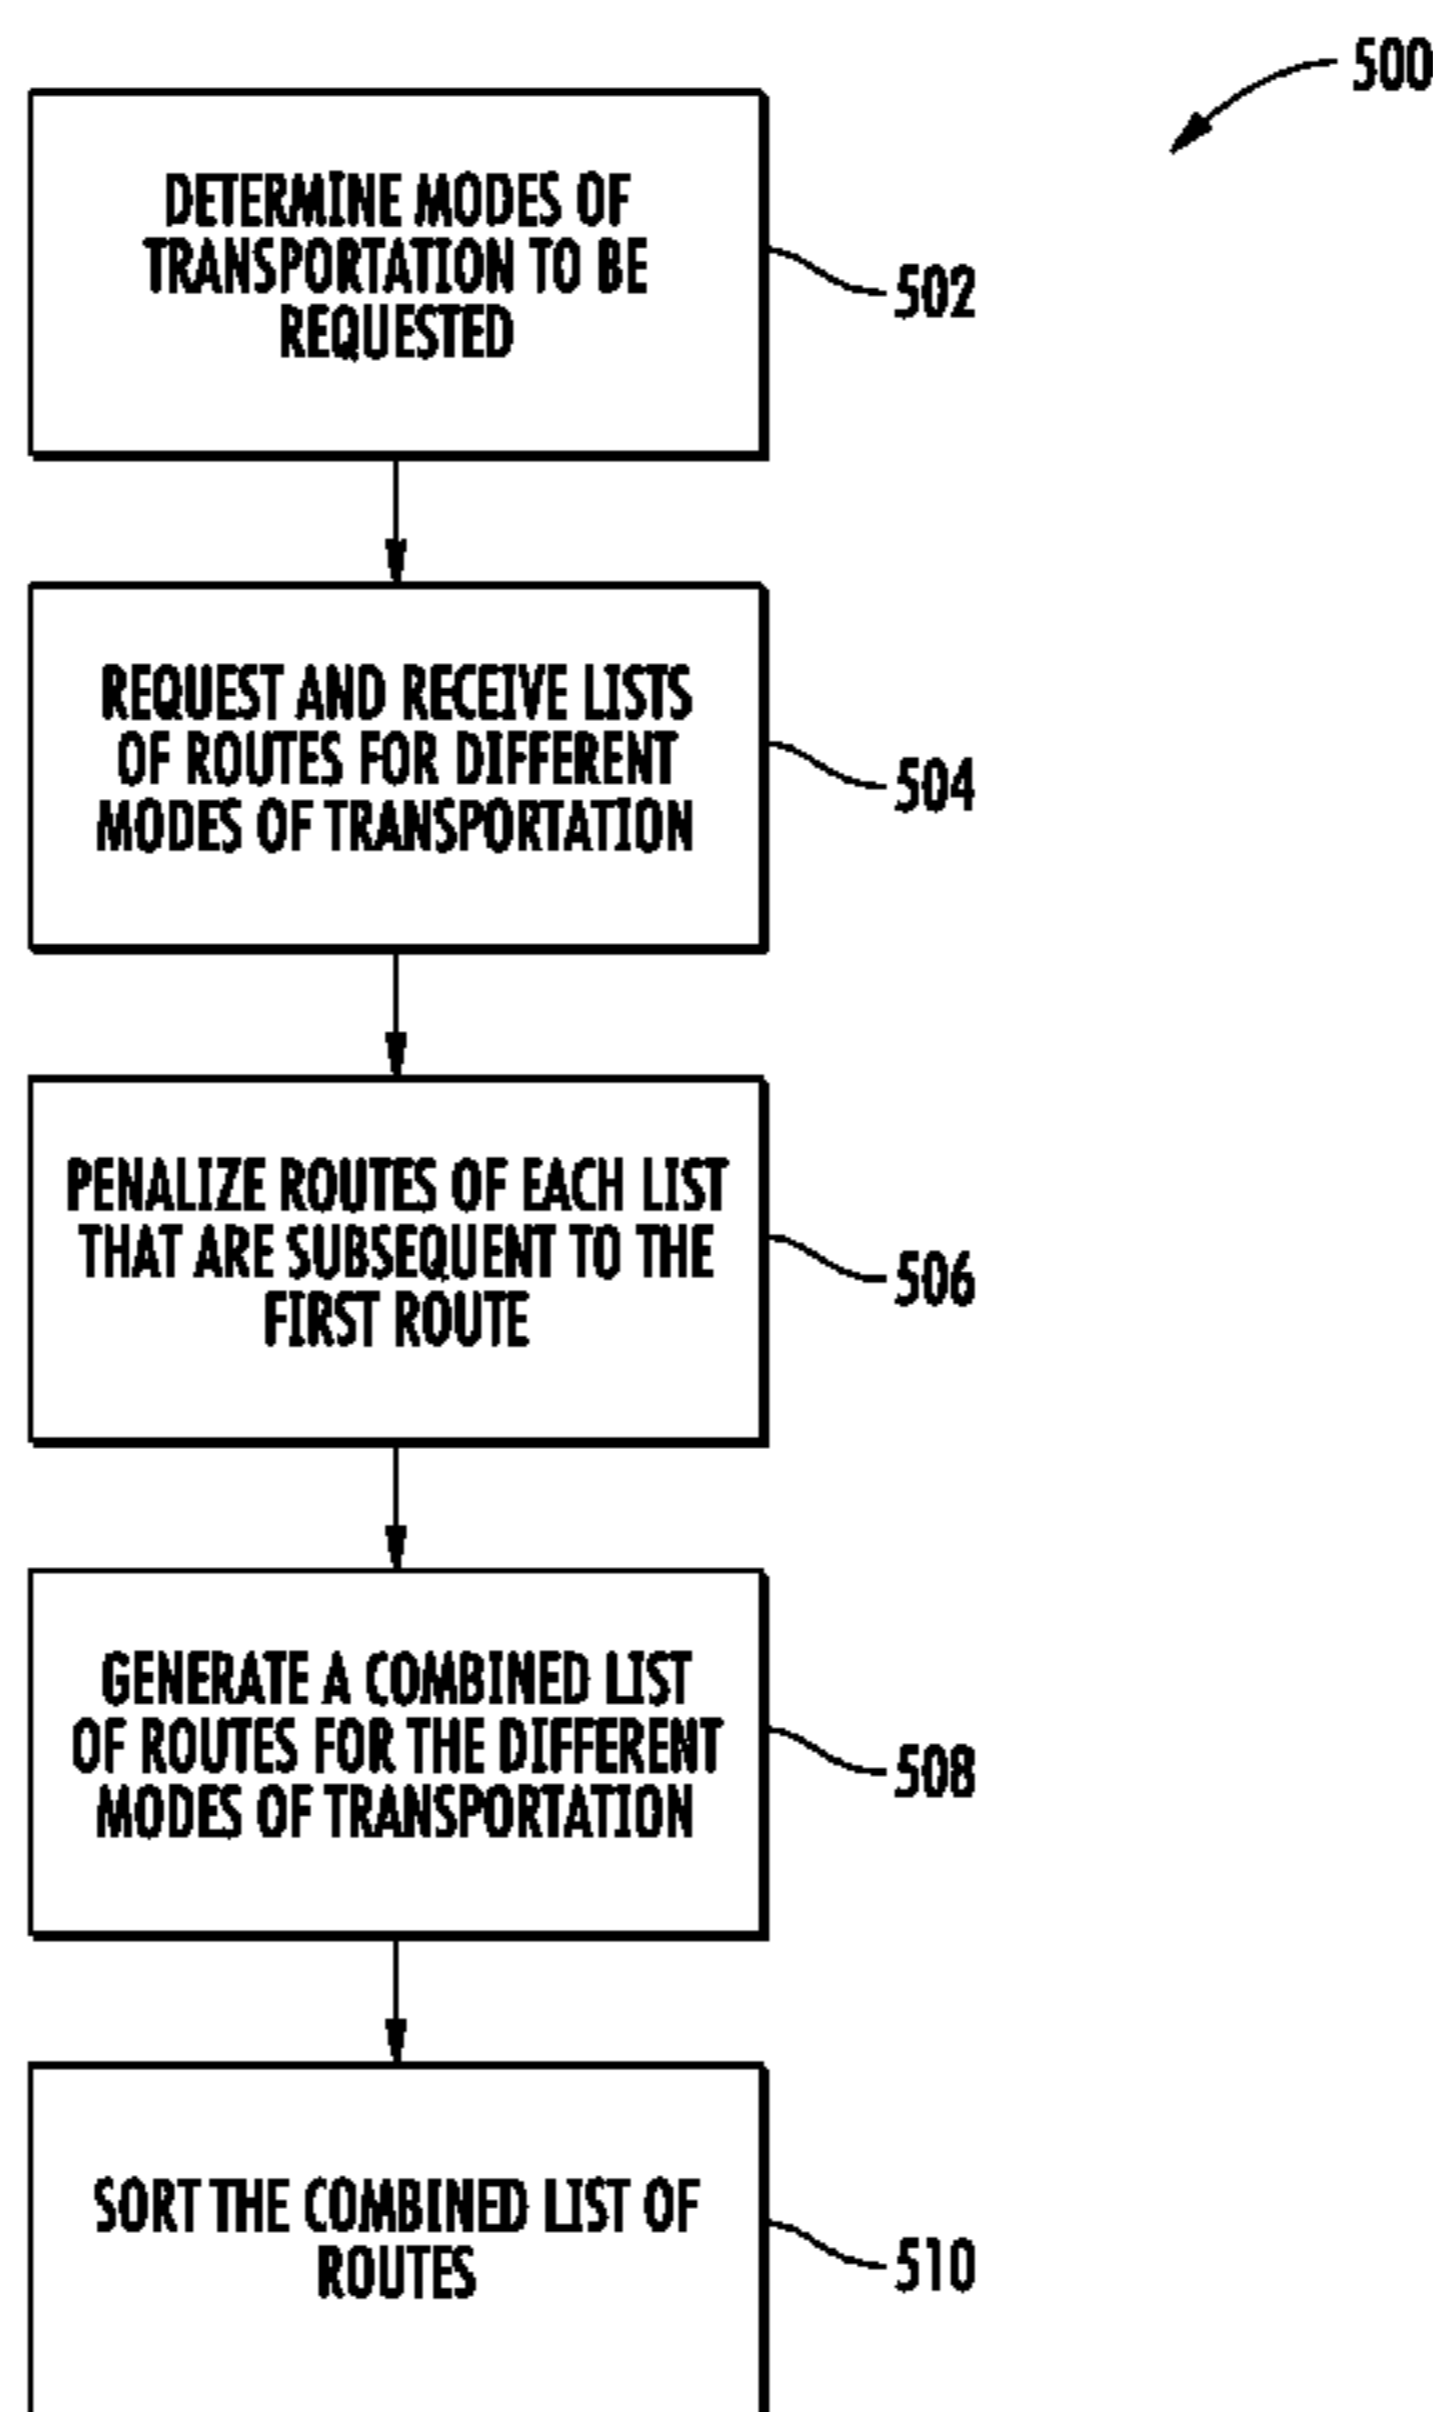 500
DETERMINE MODES OF
TRANSPORTATION TO BE
REQUESTED
502
REQUEST AND RECEIVE LISTS
OF ROUTES FOR DIFFERENT
MODES OF TRANSPORTATION
504
PENALIZE ROUTES OF EACH LIST
THAT ARE SUBSEQUENT TO THE
FIRST ROUTE
506
GENERATE A COMBINED LIST
OF ROUTES FOR THE DIFFERENT
MODES OF TRANSPORTATION
508
SORT THE COMBINED LIST OF
ROUTES
510